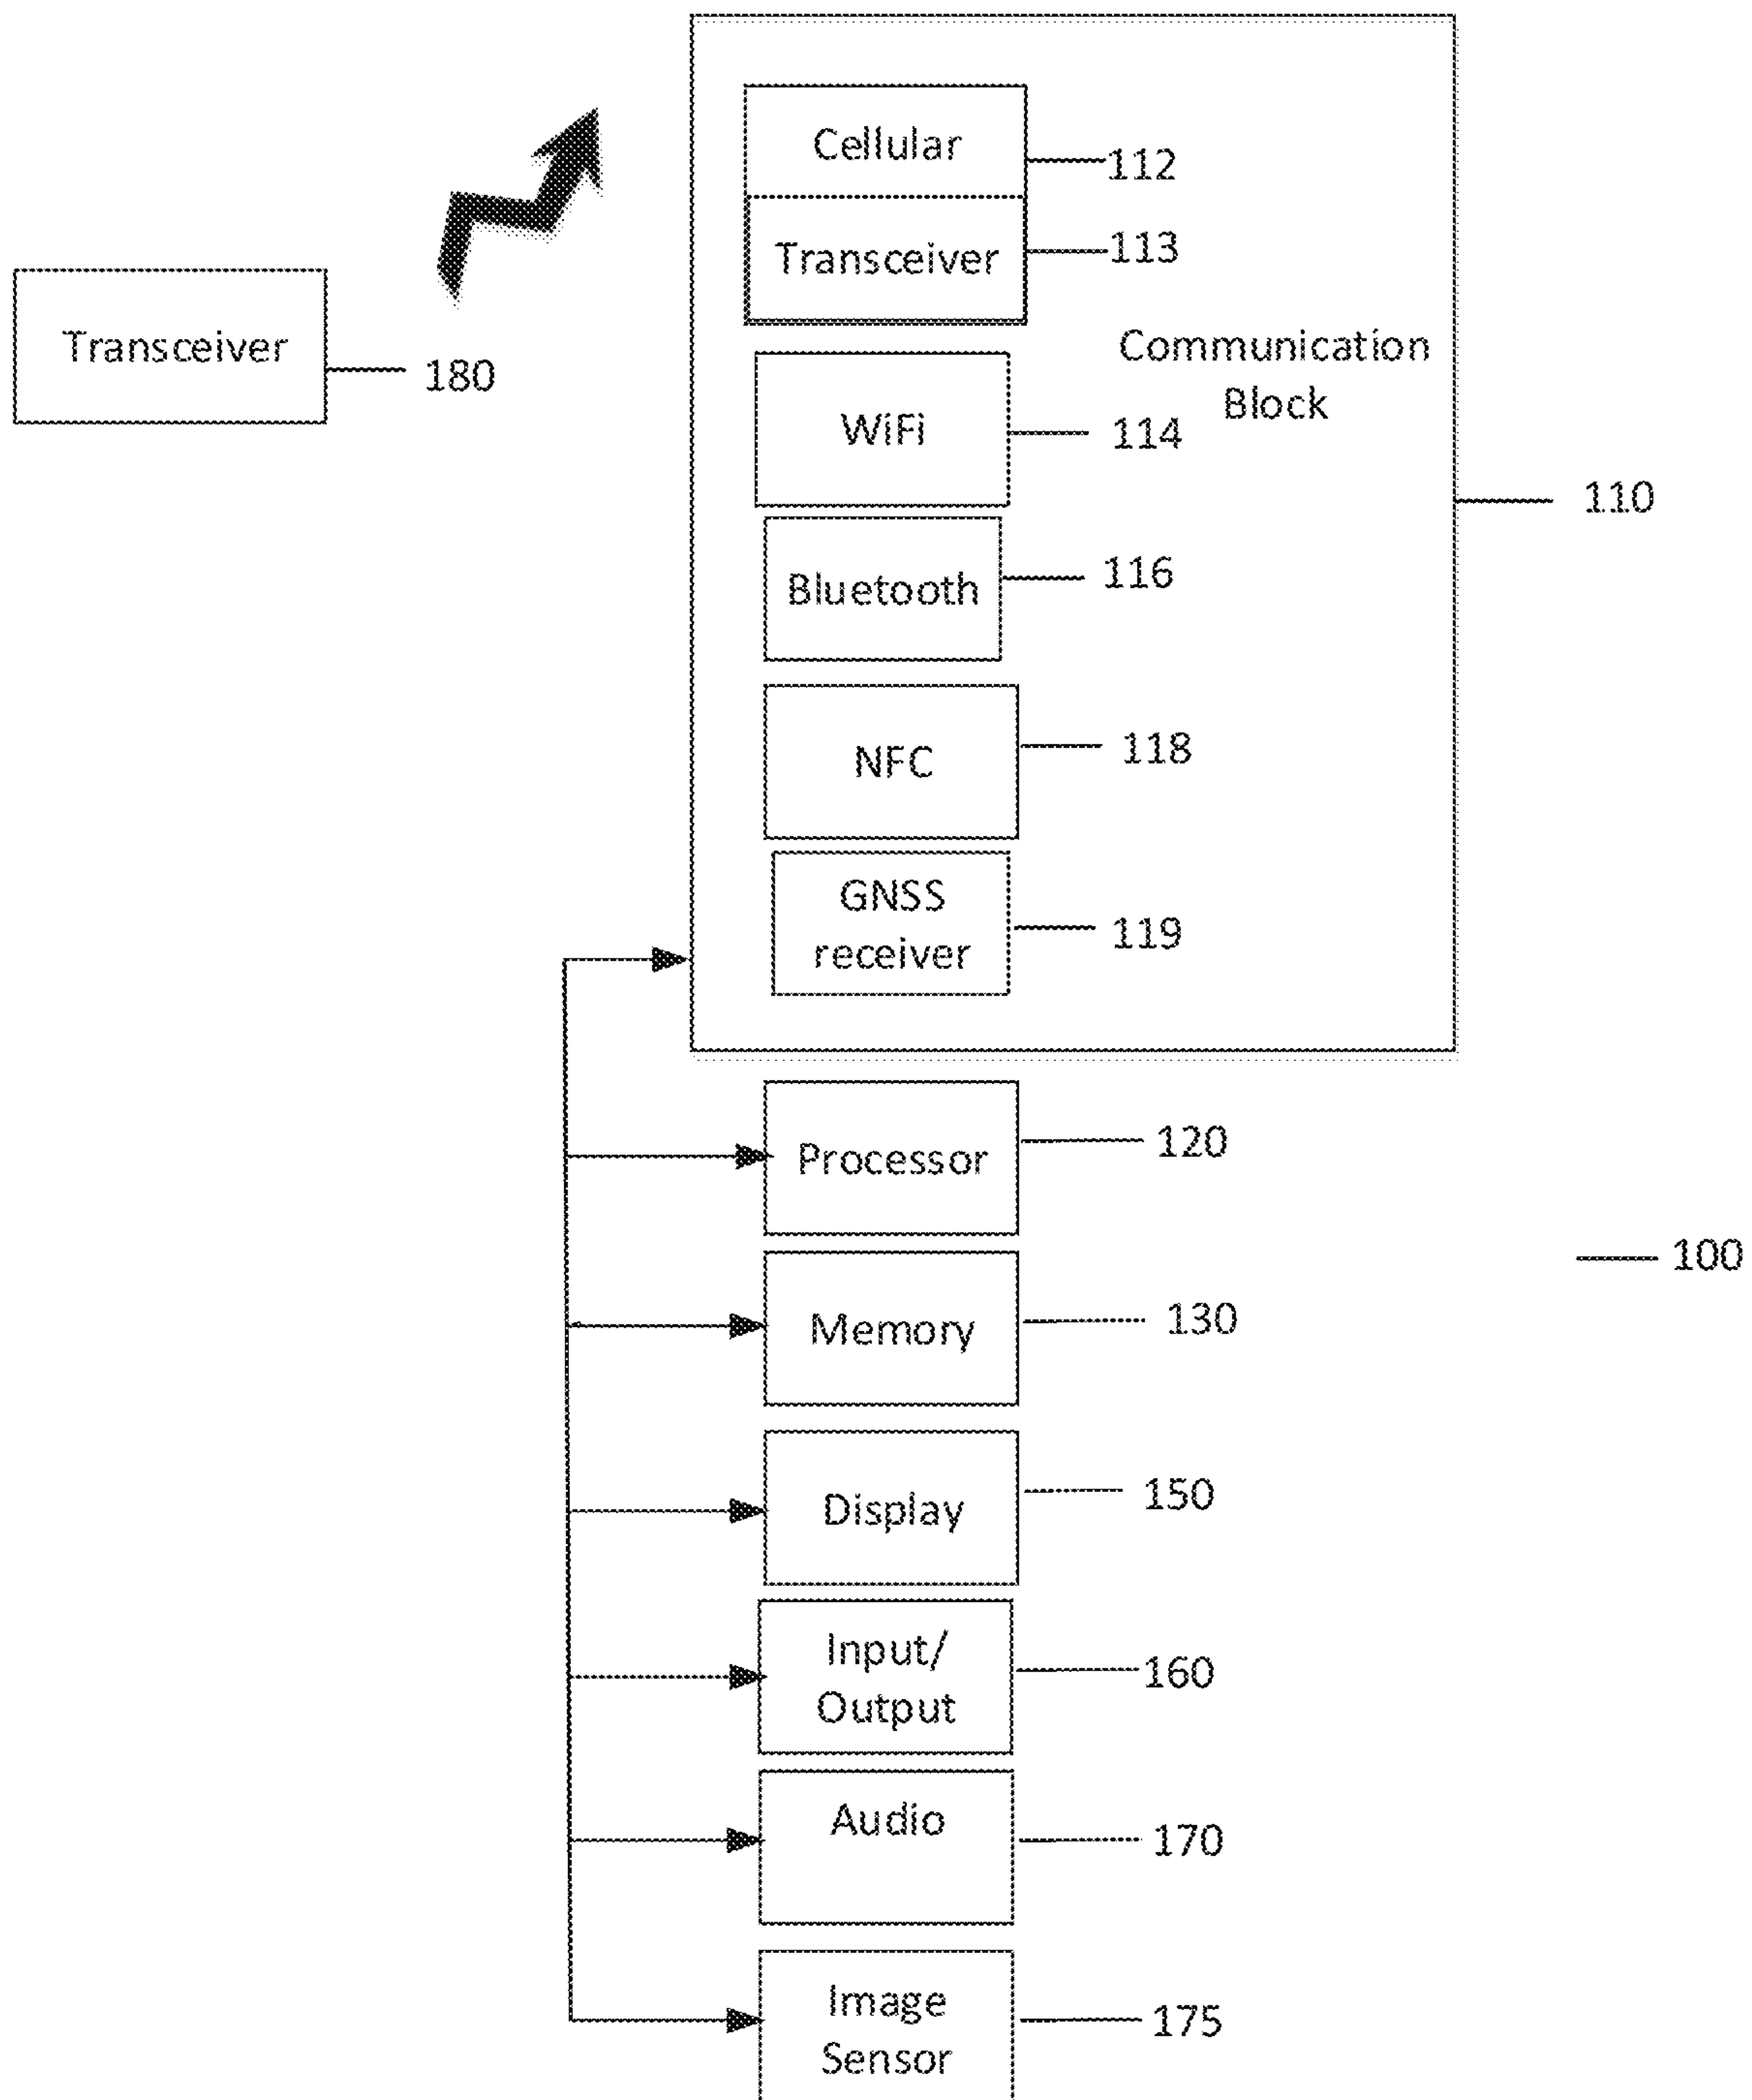 Cellular
112
Transceiver
113
Transceiver
180
Communication
Block
WiFi
114
110
Bluetooth
116
NFC
118
GNSS
receiver
119
Processor
120
100
Memory
130
Display
150
Input/
Output
160
Audio
170
Image
Sensor
175